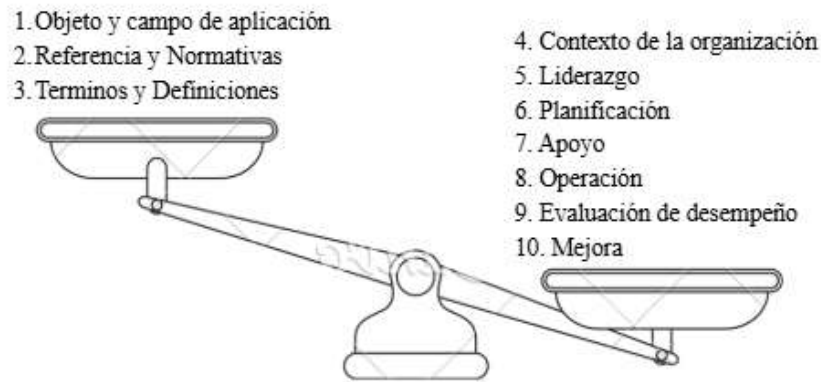 1. Objeto y campo de aplicación
2. Referencia y Normativas
3. Terminos y Definiciones
4. Contexto de la organización
5. Liderazgo
6. Planificación
7. Apoyo
8. Operación
9. Evaluación de desempeño
10. Mejora